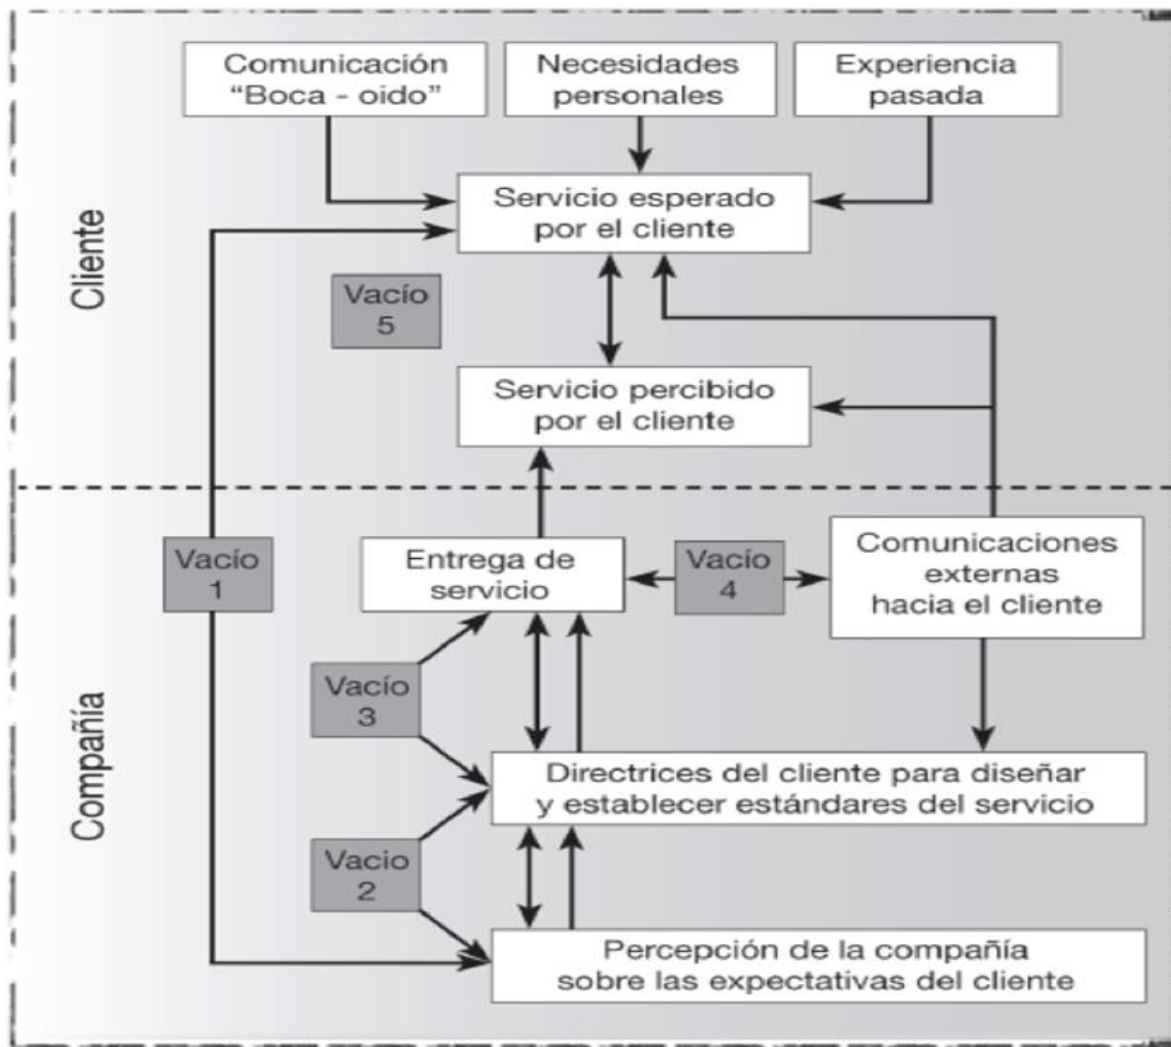 Comunicación
“Boca - oido”
Necesidades
personales
Experiencia
pasada
Servicio esperado
por el cliente
Cliente
Vacío
5
Servicio percibido
por el cliente
Vacío
1
Entrega de
servicio
Vacío
4
Comunicaciones
externas
hacia el cliente
Compañía
Vacío
3
Directrices del cliente para diseñar
y establecer estándares del servicio
Vacio
2
Percepción de la compañía
sobre las expectativas del cliente